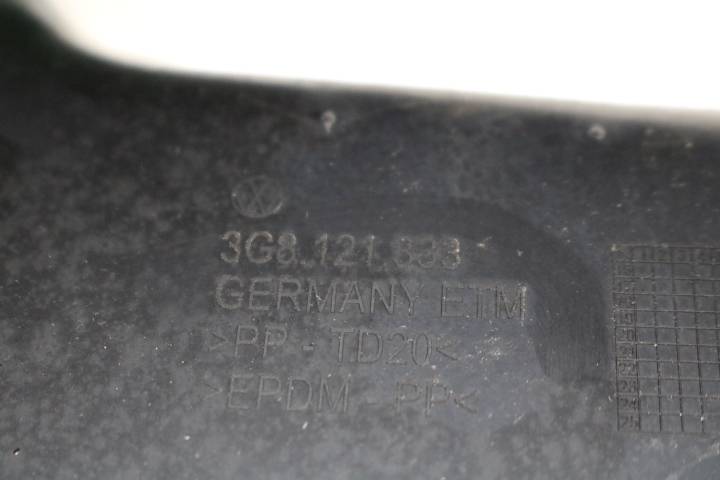 3G8.121.333
GERMANY ETM
>PP - TD20<
>EPDM - PP<